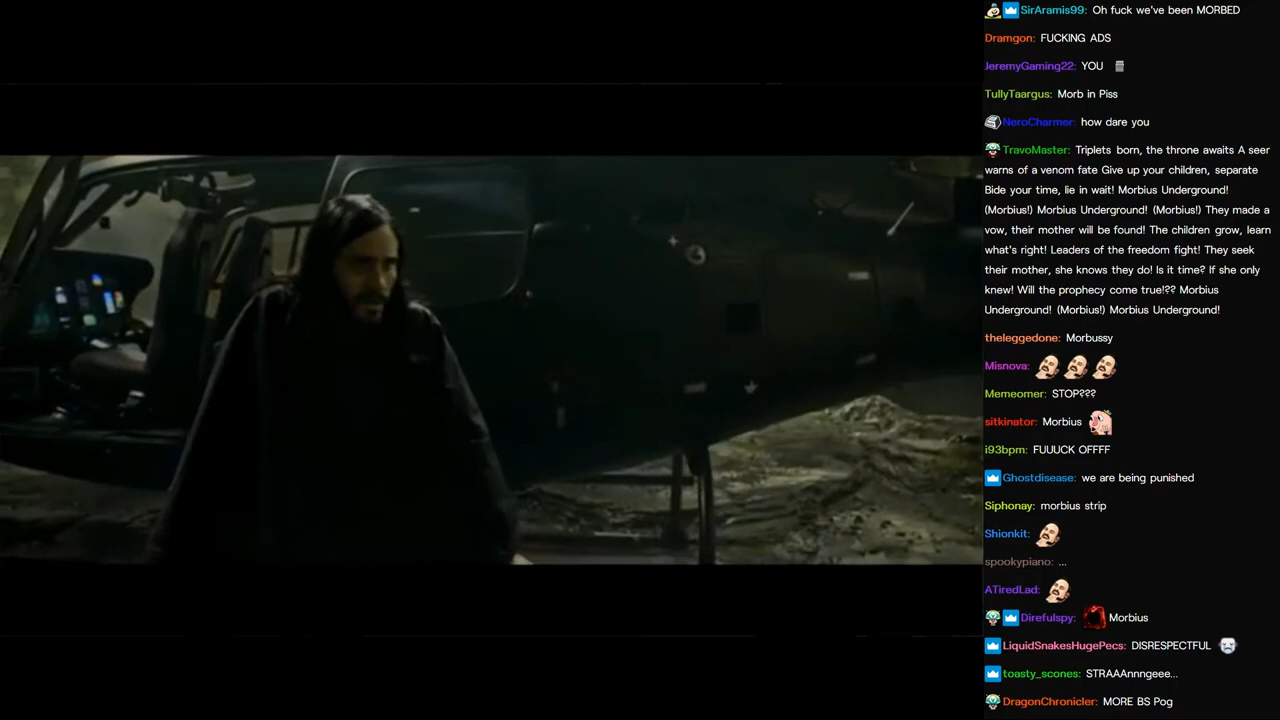 SirAramis99: Oh fuck we've been MORBED
Dramgon: FUCKING ADS
JeremyGaming22: YOU
TullyTaargus: Morb in Piss
NeroCharmer: how dare you
TravoMaster: Triplets born, the throne awaits A seer
warns of a venom fate Give up your children, separate
Bide your time, lie in wait! Morbius Underground!
(Morbius!) Morbius Underground! (Morbius!) They made a
vow, their mother will be found! The children grow, learn
what's right! Leaders of the freedom fight! They seek
their mother, she knows they do! Is it time? If she only
knew! Will the prophecy come true!?? Morbius
Underground! (Morbius!) Morbius Underground!
theleggedone: Morbussy
Misnova:
Memeomer: STOP???
sitkinator: Morbius
i93bpm: FUUUCK OFFFF
Ghostdisease: we are being punished
Siphonay: morbius strip
Shionkit:
spookypiano: ...
ATiredLad:
Direfulspy: Morbius
LiquidSnakesHugePecs: DISRESPECTFUL
toasty_scones: STRAAAnnngeee...
DragonChronicler: MORE BS Pog